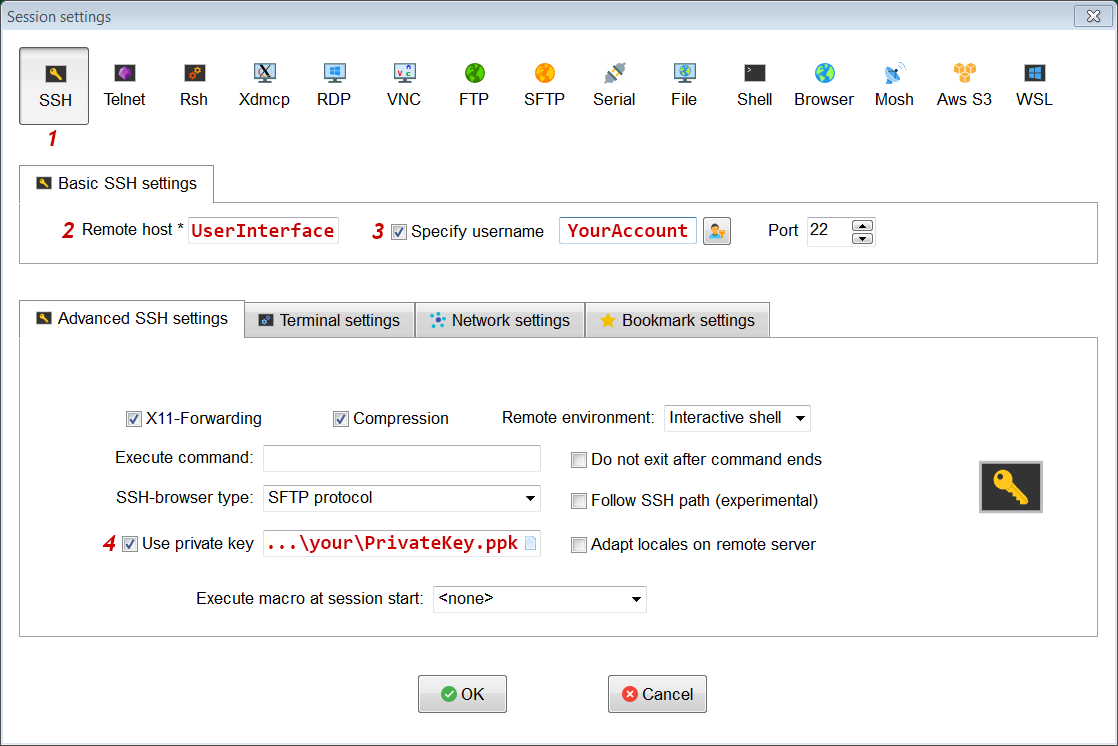 Session settings
SSH Telnet Rsh Xdmcp RDP VNC FTP SFTP Serial File Shell Browser Mosh Aws S3 WSL
1
Basic SSH settings
2 Remote host * UserInterface 3 Specify username YourAccount Port 22
Advanced SSH settings Terminal settings Network settings Bookmark settings
X11-Forwarding Compression Remote environment: Interactive shell
Execute command: Do not exit after command ends
SSH-browser type: SFTP protocol Follow SSH path (experimental)
4 Use private key ...\your\PrivateKey.ppk Adapt locales on remote server
Execute macro at session start: <none>
OK Cancel